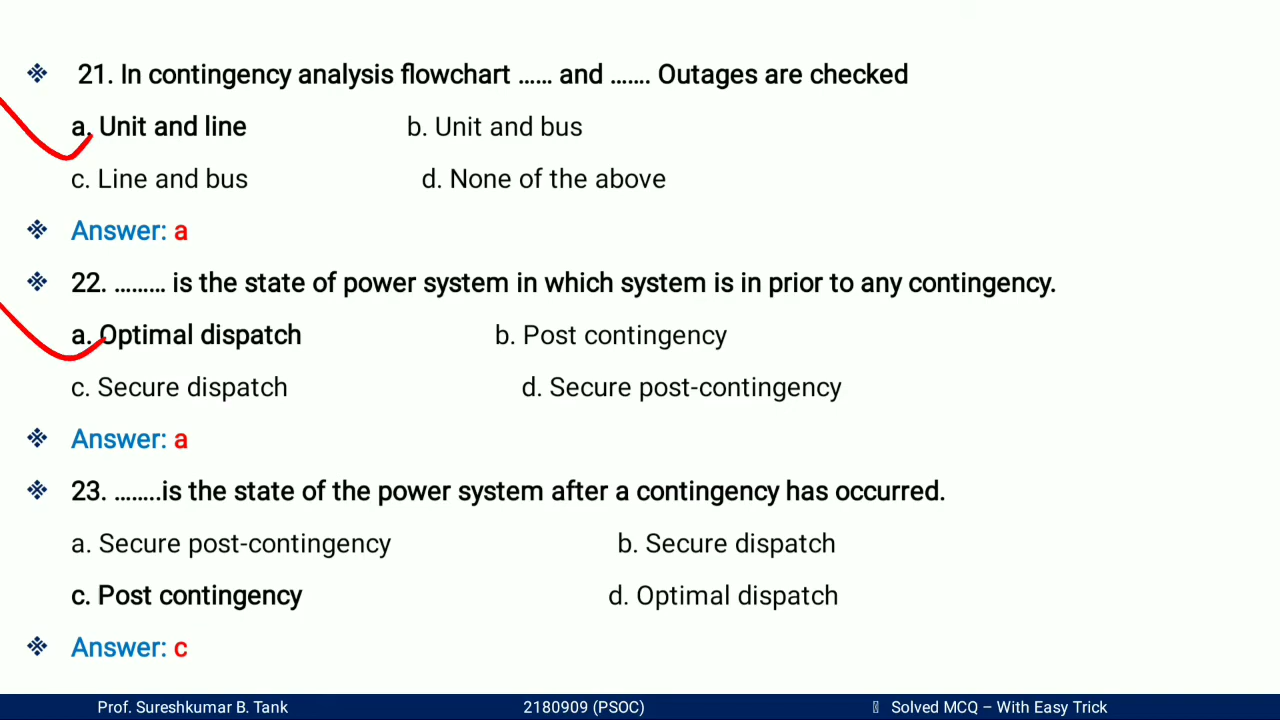 21. In contingency analysis flowchart ...... and ....... Outages are checked
a. Unit and line b. Unit and bus
c. Line and bus d. None of the above
Answer: a
22. ......... is the state of power system in which system is in prior to any contingency.
a. Optimal dispatch b. Post contingency
c. Secure dispatch d. Secure post-contingency
Answer: a
23. ........is the state of the power system after a contingency has occurred.
a. Secure post-contingency b. Secure dispatch
c. Post contingency d. Optimal dispatch
Answer: c
Prof. Sureshkumar B. Tank 2180909 (PSOC) Solved MCQ – With Easy Trick